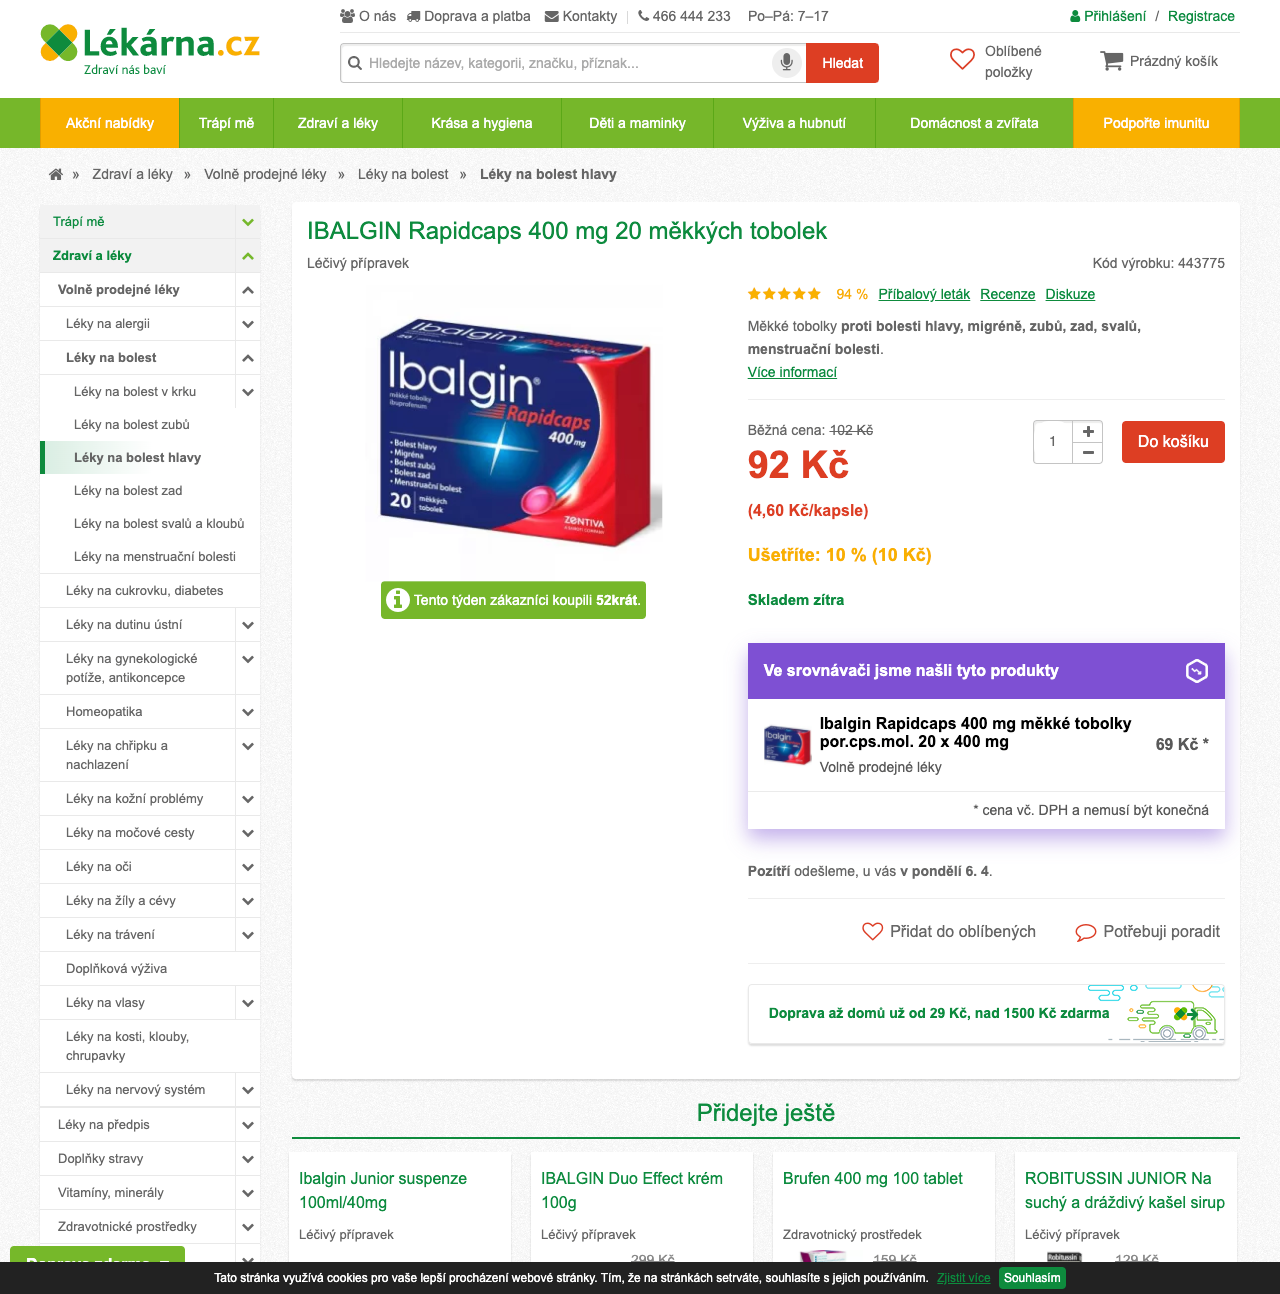 O nás
Doprava a platba
Kontakty
466 444 233
Po–Pá: 7–17
Přihlášení / Registrace
Lékárna.cz
Zdraví nás baví
Hledejte název, kategorii, značku, příznak...
Hledat
Oblíbené
položky
Prázdný košík
Akční nabídky
Trápí mě
Zdraví a léky
Krása a hygiena
Děti a maminky
Výživa a hubnutí
Domácnost a zvířata
Podpořte imunitu
» Zdraví a léky » Volně prodejné léky » Léky na bolest » Léky na bolest hlavy
Trápí mě
Zdraví a léky
Volně prodejné léky
Léky na alergii
Léky na bolest
Léky na bolest v krku
Léky na bolest zubů
Léky na bolest hlavy
Léky na bolest zad
Léky na bolest svalů a kloubů
Léky na menstruační bolesti
Léky na cukrovku, diabetes
Léky na dutinu ústní
Léky na gynekologické
potíže, antikoncepce
Homeopatika
Léky na chřipku a
nachlazení
Léky na kožní problémy
Léky na močové cesty
Léky na oči
Léky na žíly a cévy
Léky na trávení
Doplňková výživa
Léky na vlasy
Léky na kosti, klouby,
chrupavky
Léky na nervový systém
Léky na předpis
Doplňky stravy
Vitamíny, minerály
Zdravotnické prostředky
IBALGIN Rapidcaps 400 mg 20 měkkých tobolek
Léčivý přípravek
Kód výrobku: 443775
Ibalgin®
měkké tobolky
ibuprofenum
Rapidcaps
400 mg
• Bolest hlavy
• Migréna
• Bolest zubů
• Bolest zad
• Menstruační bolest
20 měkkých
tobolek
ZENTIVA
Tento týden zákazníci koupili 52krát.
94 % Příbalový leták Recenze Diskuze
Měkké tobolky proti bolesti hlavy, migréně, zubů, zad, svalů,
menstruační bolesti.
Více informací
Běžná cena: 102 Kč
92 Kč
1
Do košíku
(4,60 Kč/kapsle)
Ušetříte: 10 % (10 Kč)
Skladem zítra
Ve srovnávači jsme našli tyto produkty
Ibalgin
Ibalgin Rapidcaps 400 mg měkké tobolky
por.cps.mol. 20 x 400 mg
69 Kč *
Volně prodejné léky
* cena vč. DPH a nemusí být konečná
Pozítří odešleme, u vás v pondělí 6. 4.
Přidat do oblíbených
Potřebuji poradit
Doprava až domů už od 29 Kč, nad 1500 Kč zdarma
Přidejte ještě
Ibalgin Junior suspenze
100ml/40mg
Léčivý přípravek
IBALGIN Duo Effect krém
100g
Léčivý přípravek
299 Kč
Brufen 400 mg 100 tablet
Zdravotnický prostředek
159 Kč
ROBITUSSIN JUNIOR Na
suchý a dráždivý kašel sirup
Léčivý přípravek
Robitussin
129 Kč
Tato stránka využívá cookies pro vaše lepší procházení webové stránky. Tím, že na stránkách setrváte, souhlasíte s jejich používáním. Zjistit více Souhlasím